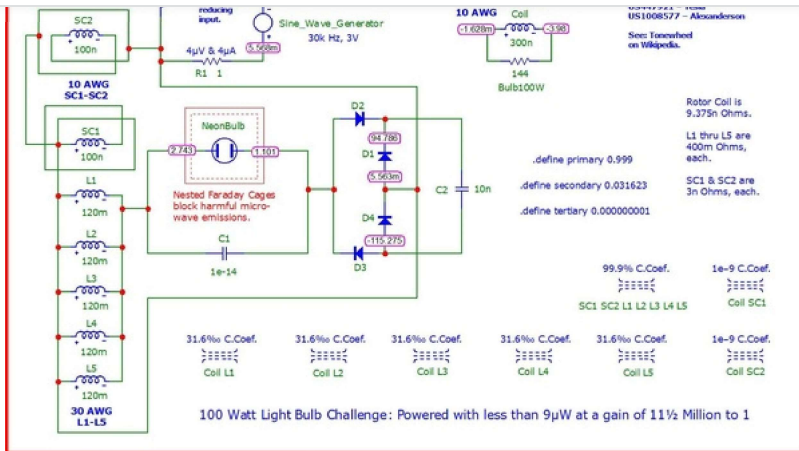 reducing
input.
SC2
100n
Sine_Wave_Generator
30k Hz, 3V
5.568m
4µV & 4µA
R1 1
10 AWG
Coil
-1.628m
-3.98
300n
144
Bulb100W
US1008577 – Alexanderson
See: Tonewheel
on Wikipedia.
10 AWG
SC1-SC2
SC1
100n
NeonBulb
2.743
1.101
Nested Faraday Cages
block harmful micro-
wave emissions.
C1
1e-14
D2
94.786
D1
5.563m
D4
-115.275
D3
C2
10n
Rotor Coil is
9.375n Ohms.
L1 thru L5 are
400m Ohms,
each.
SC1 & SC2 are
3n Ohms, each.
.define primary 0.999
.define secondary 0.031623
.define tertiary 0.000000001
L1
120m
L2
120m
L3
120m
L4
120m
L5
120m
30 AWG
L1-L5
99.9% C.Coef.
SC1 SC2 L1 L2 L3 L4 L5
1e-9 C.Coef.
Coil SC1
31.6‰ C.Coef.
Coil L1
31.6‰ C.Coef.
Coil L2
31.6‰ C.Coef.
Coil L3
31.6‰ C.Coef.
Coil L4
31.6‰ C.Coef.
Coil L5
1e-9 C.Coef.
Coil SC2
100 Watt Light Bulb Challenge: Powered with less than 9µW at a gain of 11½ Million to 1